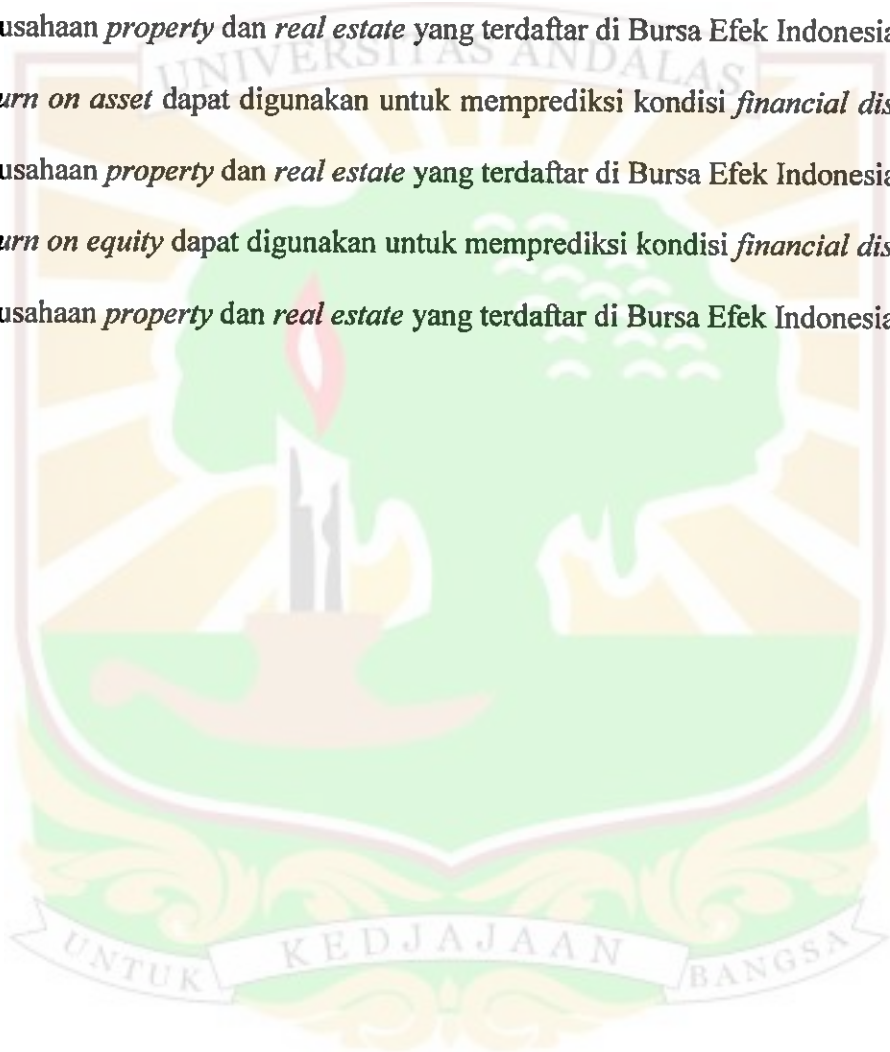 usahaan property dan real estate yang terdaftar di Bursa Efek Indonesia
UNIVERSITAS ANDALAS
urn on asset dapat digunakan untuk memprediksi kondisi financial dis
usahaan property dan real estate yang terdaftar di Bursa Efek Indonesia
urn on equity dapat digunakan untuk memprediksi kondisi financial dis
usahaan property dan real estate yang terdaftar di Bursa Efek Indonesia
UNTUK KEDJAJAAN BANGSA